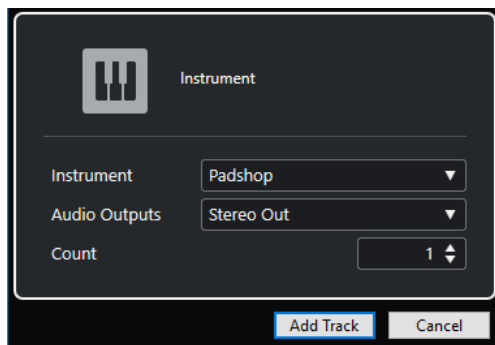 Instrument
Instrument Padshop
Audio Outputs Stereo Out
Count 1
Add Track Cancel